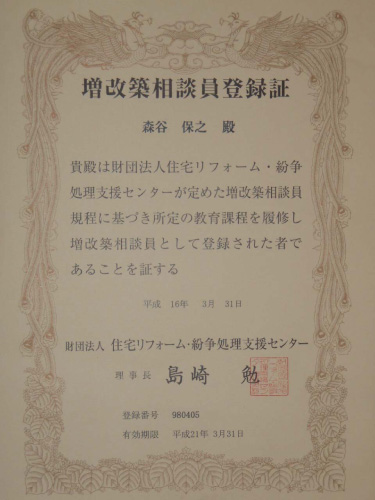 増改築相談員登録証
森谷 保之 殿
貴殿は財団法人住宅リフォーム・紛争
処理支援センターが定めた増改築相談員
規程に基づき所定の教育課程を履修し
増改築相談員として登録された者で
あることを証する
平成 16年 3月 31日
財団法人 住宅リフォーム・紛争処理支援センター
理事長 島崎 勉
登録番号 980405
有効期限 平成21年 3月31日